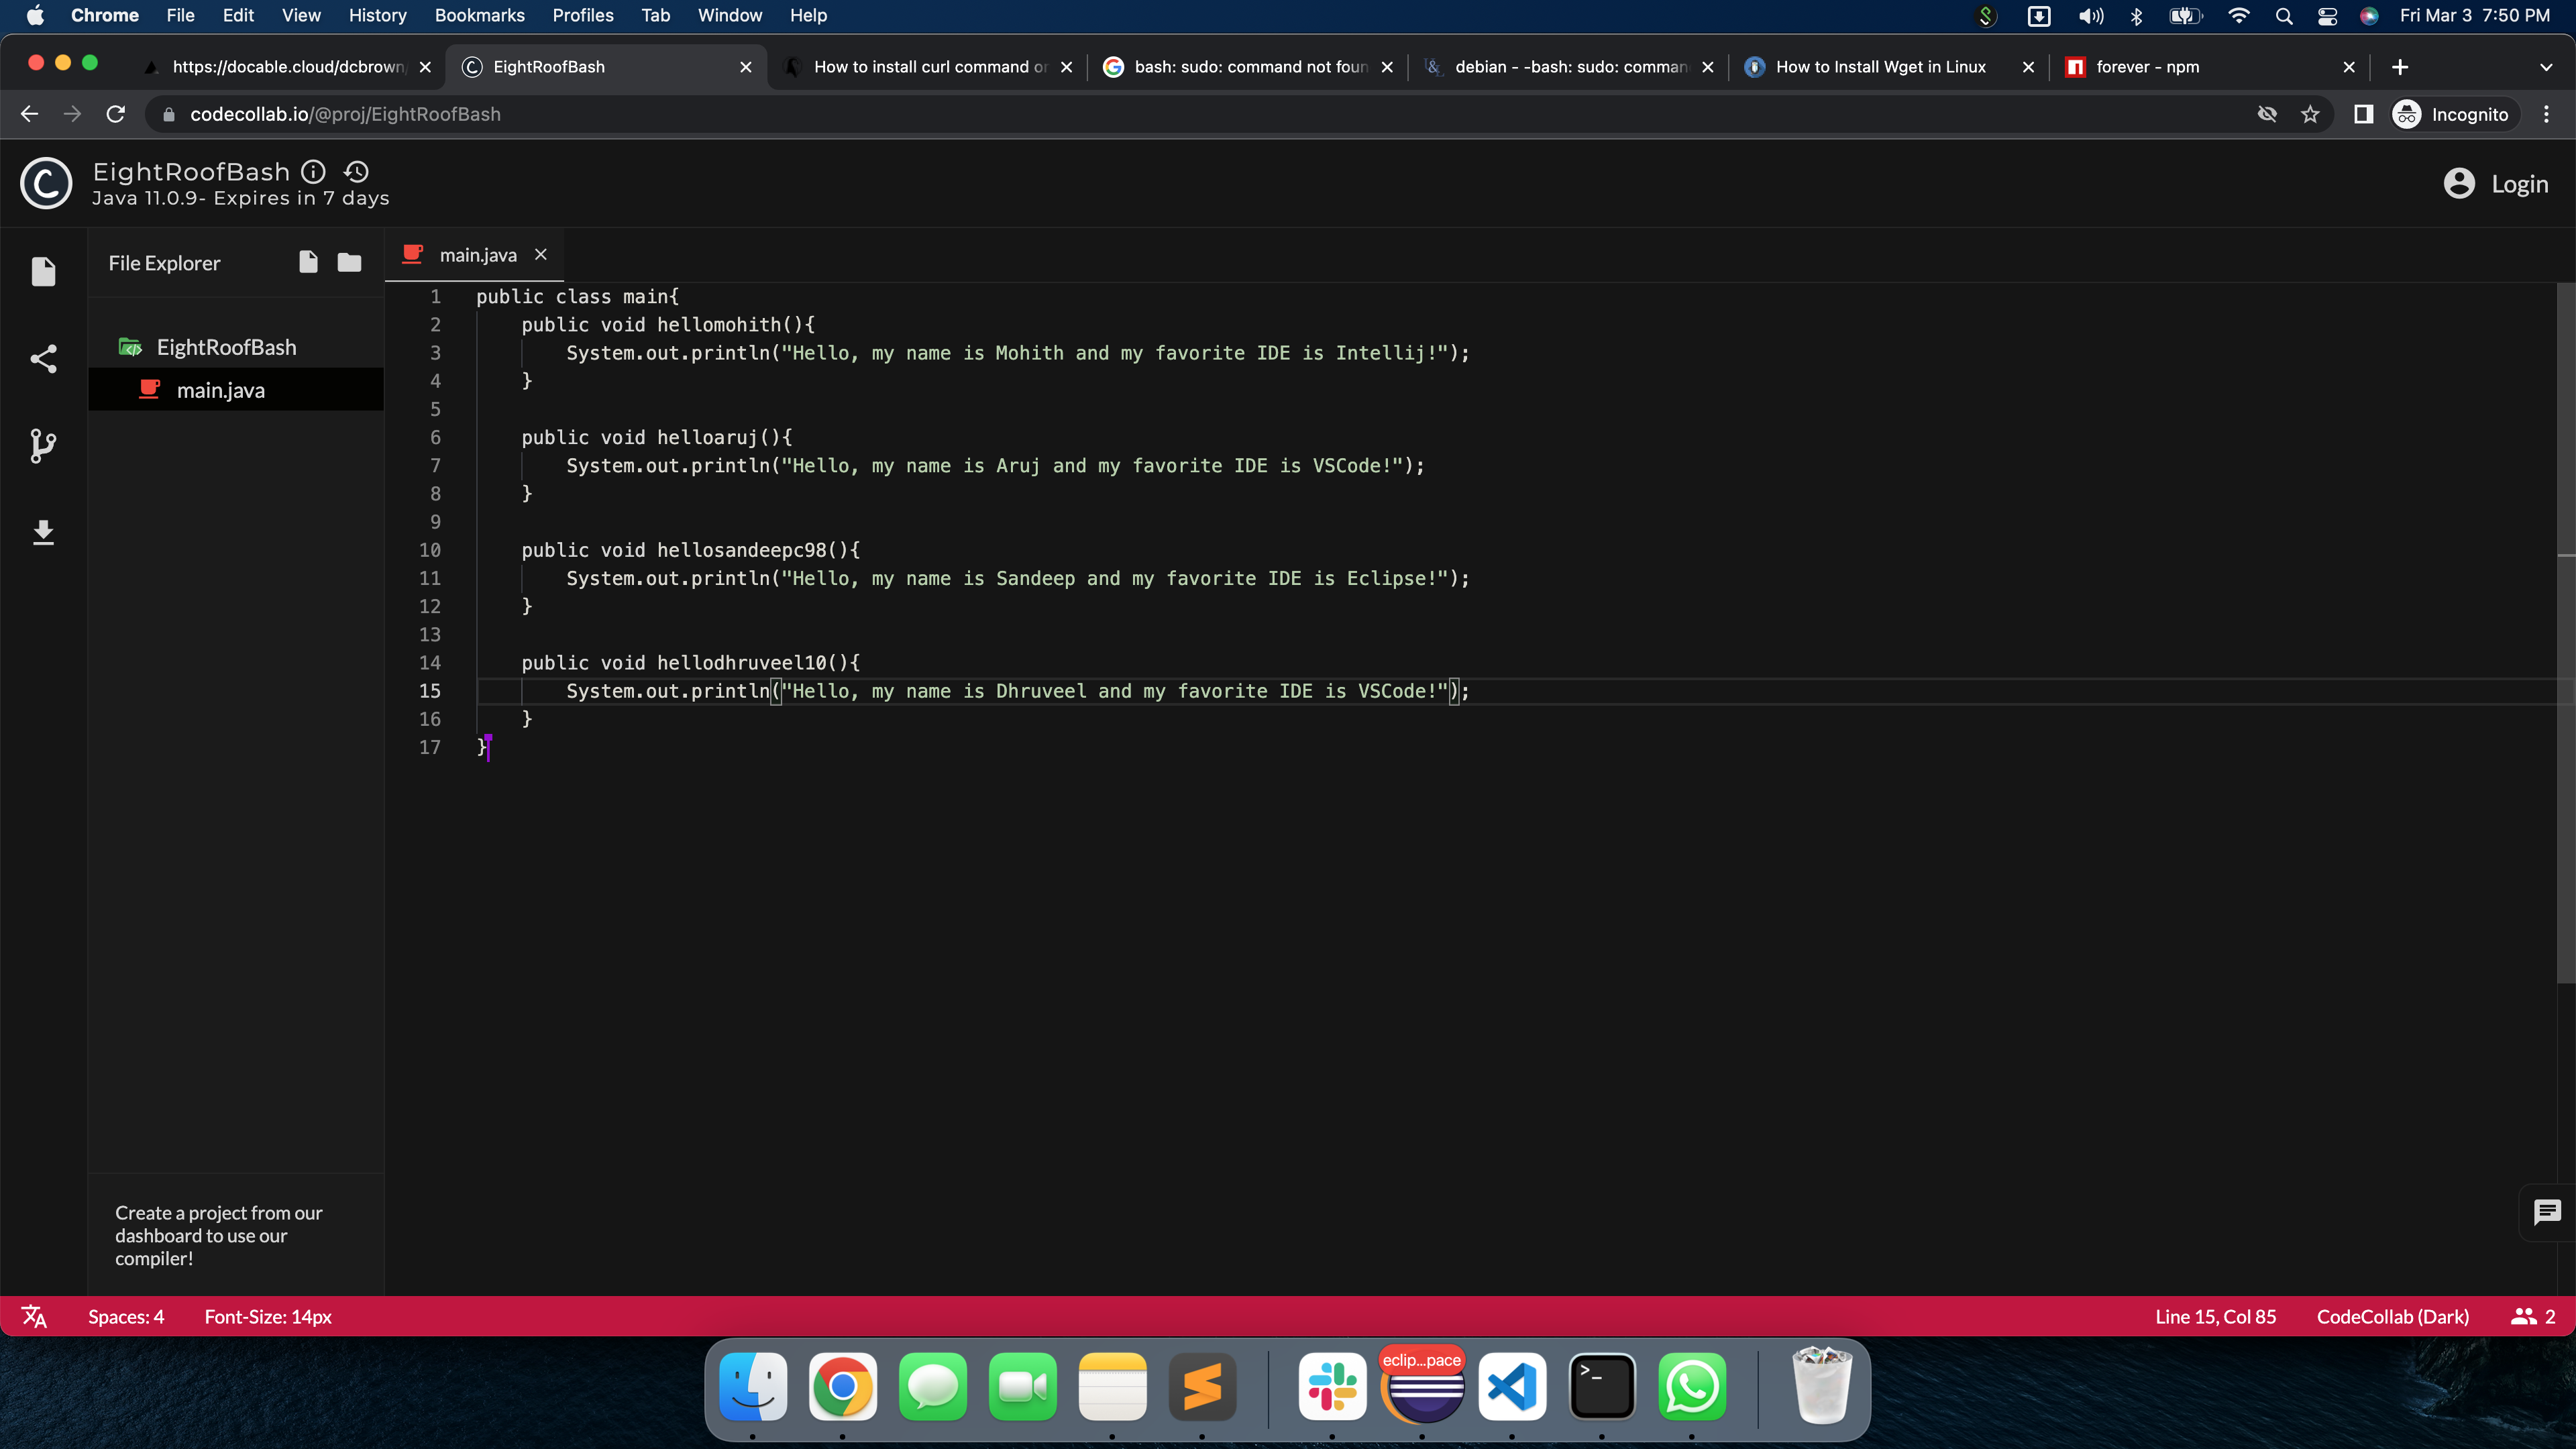 Chrome File Edit View History Bookmarks Profiles Tab Window Help Fri Mar 3 7:50 PM
https://docable.cloud/dcbrown EightRoofBash How to install curl command or bash: sudo: command not foun debian - -bash: sudo: comman How to Install Wget in Linux forever - npm
codecollab.io/@proj/EightRoofBash Incognito
EightRoofBash
Java 11.0.9- Expires in 7 days
Login
File Explorer
main.java
EightRoofBash
main.java
1 public class main{
2     public void hellomohith(){
3         System.out.println("Hello, my name is Mohith and my favorite IDE is Intellij!");
4     }
5
6     public void helloaruj(){
7         System.out.println("Hello, my name is Aruj and my favorite IDE is VSCode!");
8     }
9
10     public void hellosandeepc98(){
11         System.out.println("Hello, my name is Sandeep and my favorite IDE is Eclipse!");
12     }
13
14     public void hellodhruveel10(){
15         System.out.println("Hello, my name is Dhruveel and my favorite IDE is VSCode!");
16     }
17 }
Create a project from our
dashboard to use our
compiler!
Spaces: 4 Font-Size: 14px Line 15, Col 85 CodeCollab (Dark) 2
eclip...pace